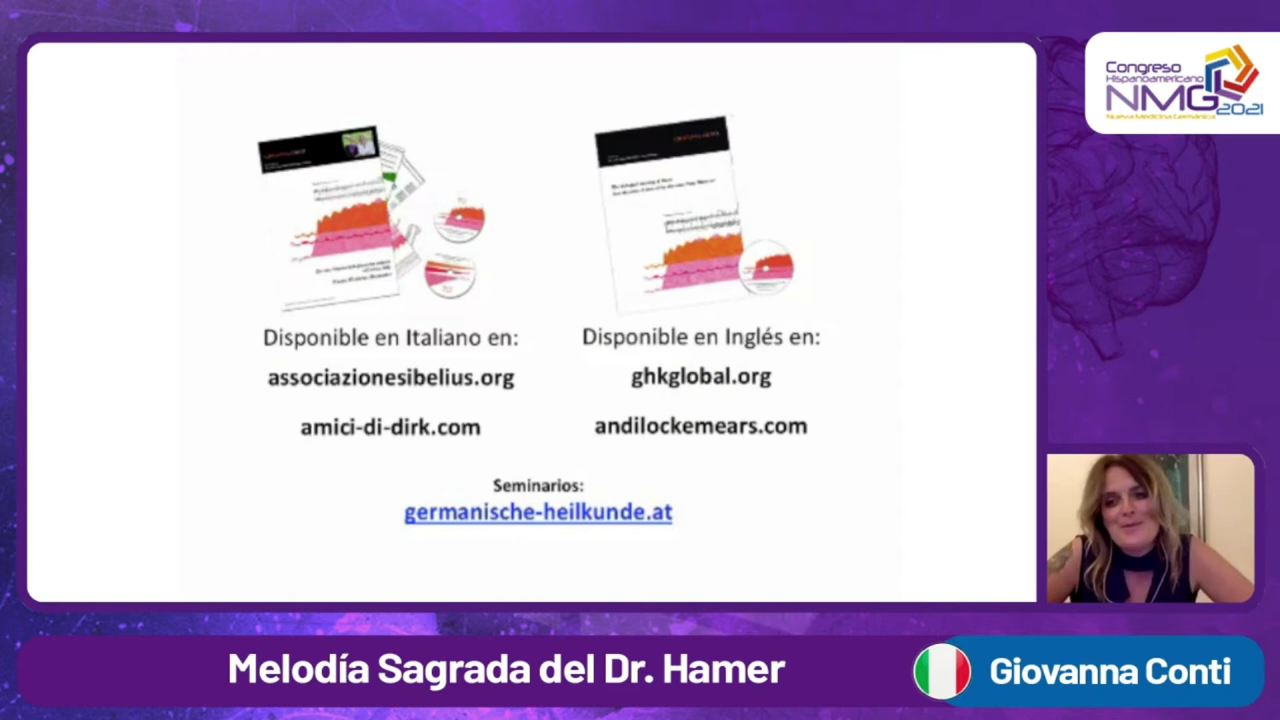 Congreso
Hispanoamericano
NMG 2021
Nueva Medicina Germánica
Disponible en Italiano en:
associazionesibelius.org
amici-di-dirk.com
Disponible en Inglés en:
ghkglobal.org
andilockemears.com
Seminarios:
germanische-heilkunde.at
Melodía Sagrada del Dr. Hamer
Giovanna Conti